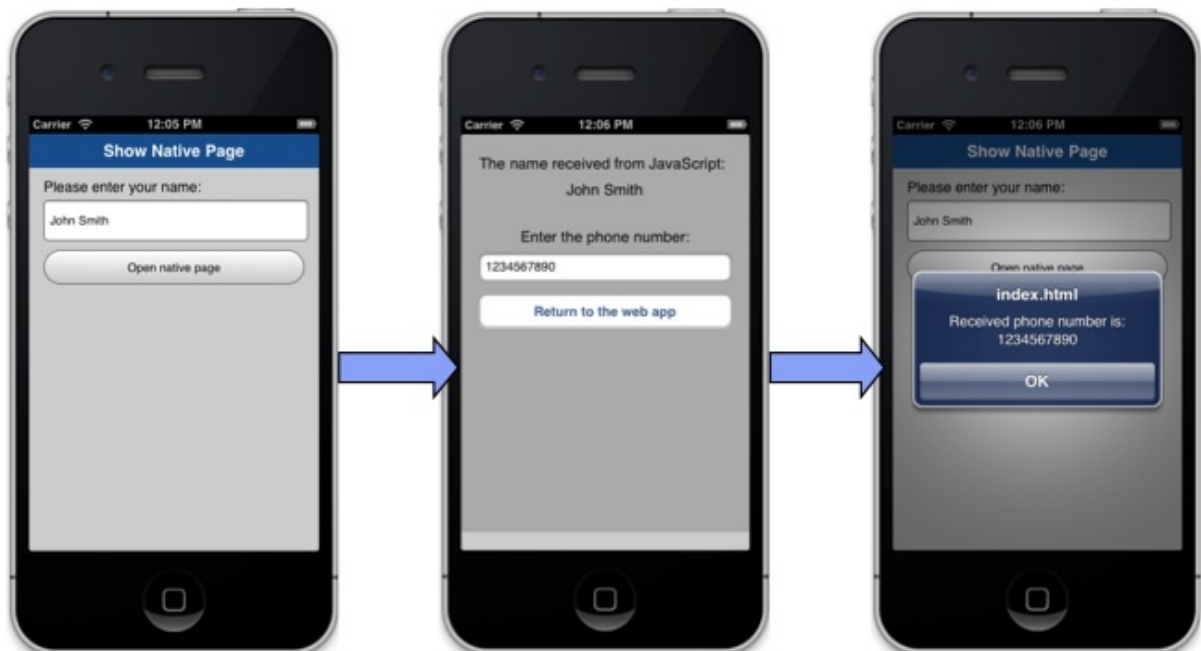 Carrier 12:05 PM
Show Native Page
Please enter your name:
John Smith
Open native page
Carrier 12:06 PM
The name received from JavaScript:
John Smith
Enter the phone number:
1234567890
Return to the web app
Carrier 12:06 PM
Show Native Page
Please enter your name:
John Smith
Open native page
index.html
Received phone number is:
1234567890
OK